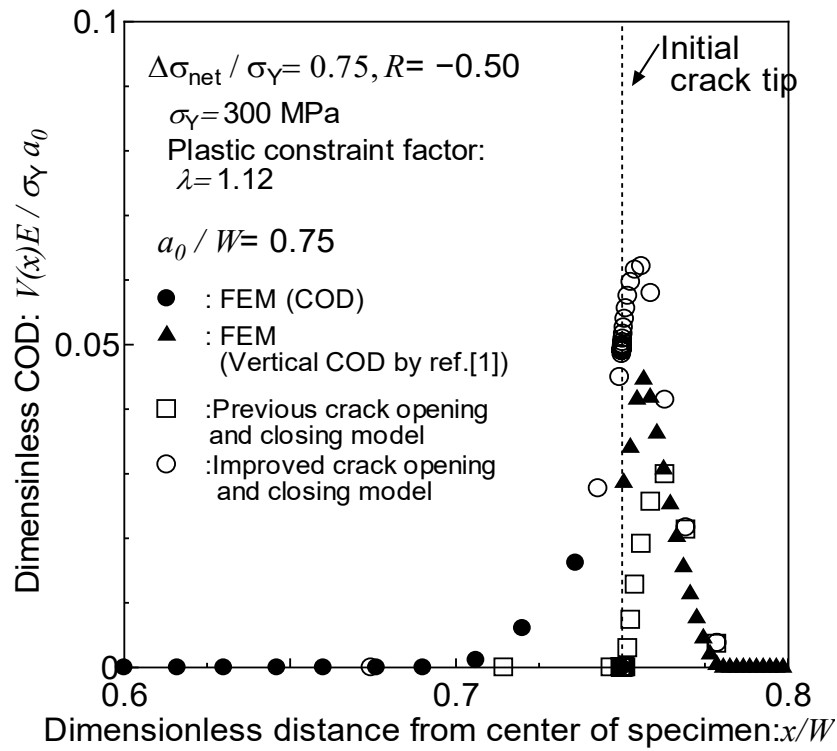 0.1
Δσnet / σY= 0.75, R= −0.50
σY=300 MPa
Plastic constraint factor:
λ=1.12
Initial
crack tip
a0 / W= 0.75
● : FEM (COD)
▲ : FEM
(Vertical COD by ref.[1])
□ :Previous crack opening
and closing model
○ :Improved crack opening
and closing model
Dimensinless COD: V(x)E / σY a0
0.05
0
0.6
0.7
0.8
Dimensionless distance from center of specimen:x/W